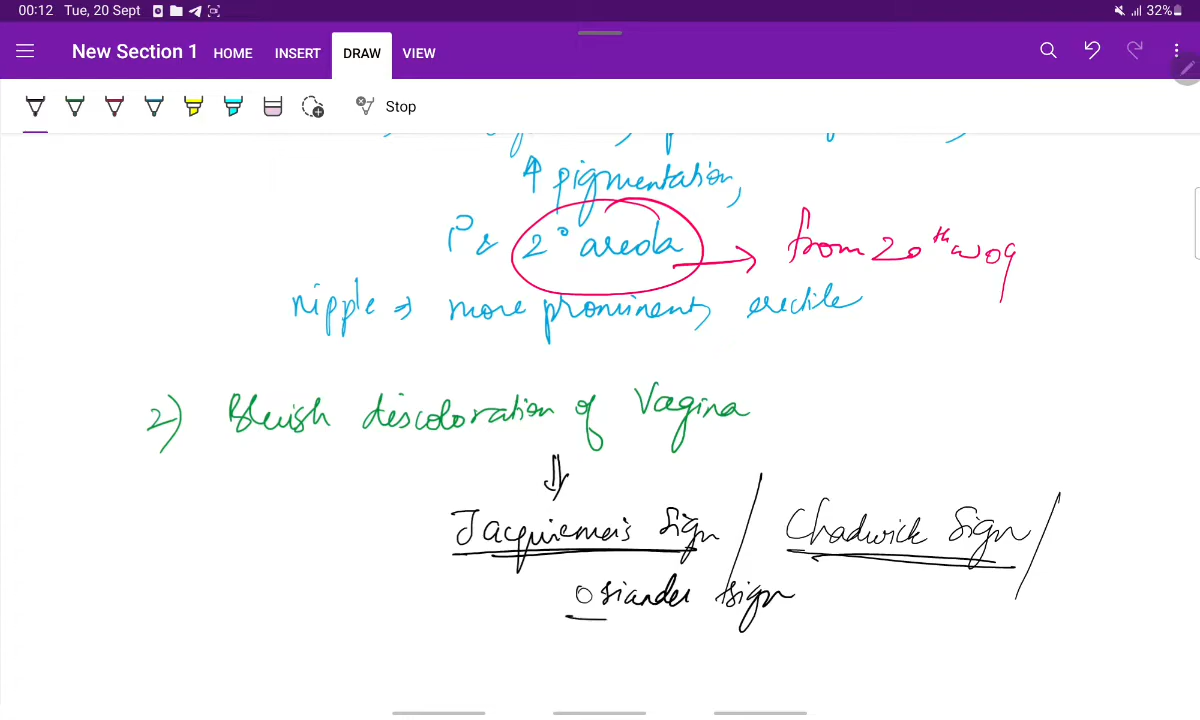 00:12 Tue, 20 Sept 32%
New Section 1 HOME INSERT DRAW VIEW
Stop
↑ pigmentation,
1° & 2° areola → from 20th wog
nipple ⇒ more prominent, erectile
2) Bluish discoloration of Vagina
⇓
Jacquiemer's Sign / Chadwick Sign /
Osiander sign